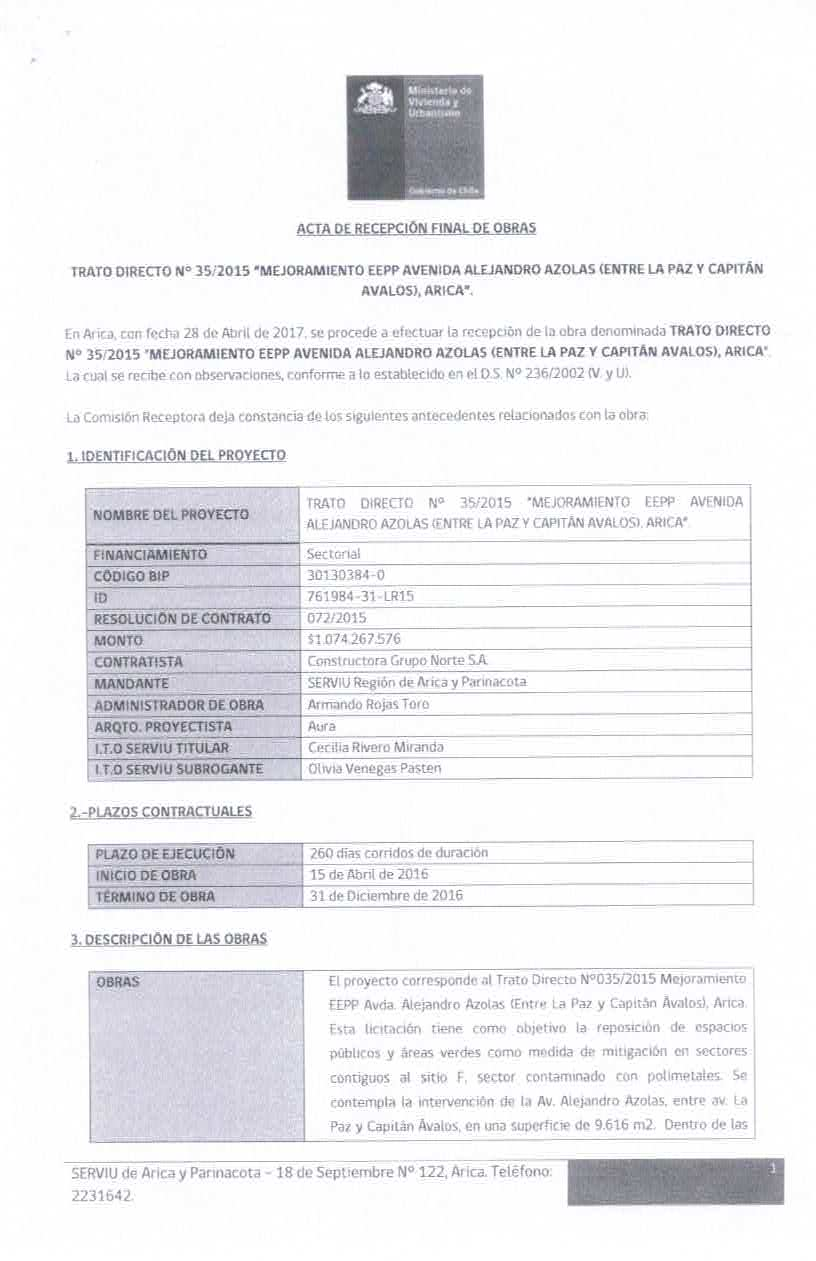 Ministerio de
Vivienda y
Urbanismo
Gobierno de Chile
ACTA DE RECEPCIÓN FINAL DE OBRAS
TRATO DIRECTO Nº 35/2015 "MEJORAMIENTO EEPP AVENIDA ALEJANDRO AZOLAS (ENTRE LA PAZ Y CAPITÁN
AVALOS), ARICA".
En Arica, con fecha 28 de Abril de 2017, se procede a efectuar la recepción de la obra denominada TRATO DIRECTO
Nº 35/2015 "MEJORAMIENTO EEPP AVENIDA ALEJANDRO AZOLAS (ENTRE LA PAZ Y CAPITÁN AVALOS), ARICA".
La cual se recibe con observaciones, conforme a lo establecido en el D.S. Nº 236/2002 (V. y U).
La Comisión Receptora deja constancia de los siguientes antecedentes relacionados con la obra:
1. IDENTIFICACIÓN DEL PROYECTO
NOMBRE DEL PROYECTO
TRATO DIRECTO Nº 35/2015 "MEJORAMIENTO EEPP AVENIDA
ALEJANDRO AZOLAS (ENTRE LA PAZ Y CAPITÁN AVALOS), ARICA".
FINANCIAMIENTO Sectorial
CÓDIGO BIP 30130384-0
ID 761984-31-LR15
RESOLUCIÓN DE CONTRATO 072/2015
MONTO $1.074.267.576
CONTRATISTA Constructora Grupo Norte S.A.
MANDANTE SERVIU Región de Arica y Parinacota
ADMINISTRADOR DE OBRA Armando Rojas Toro
ARQTO. PROYECTISTA Aura
I.T.O SERVIU TITULAR Cecilia Rivero Miranda
I.T.O SERVIU SUBROGANTE Olivia Venegas Pasten
2.-PLAZOS CONTRACTUALES
PLAZO DE EJECUCIÓN 260 días corridos de duración
INICIO DE OBRA 15 de Abril de 2016
TÉRMINO DE OBRA 31 de Diciembre de 2016
3. DESCRIPCIÓN DE LAS OBRAS
OBRAS El proyecto corresponde al Trato Directo Nº035/2015 Mejoramiento
EEPP Avda. Alejandro Azolas (Entre La Paz y Capitán Ávalos), Arica.
Esta licitación tiene como objetivo la reposición de espacios
públicos y áreas verdes como medida de mitigación en sectores
contiguos al sitio F, sector contaminado con polimetales. Se
contempla la intervención de la Av. Alejandro Azolas, entre av. La
Paz y Capitán Ávalos, en una superficie de 9.616 m2. Dentro de las
SERVIU de Arica y Parinacota – 18 de Septiembre Nº 122, Arica. Teléfono:
2231642.
1